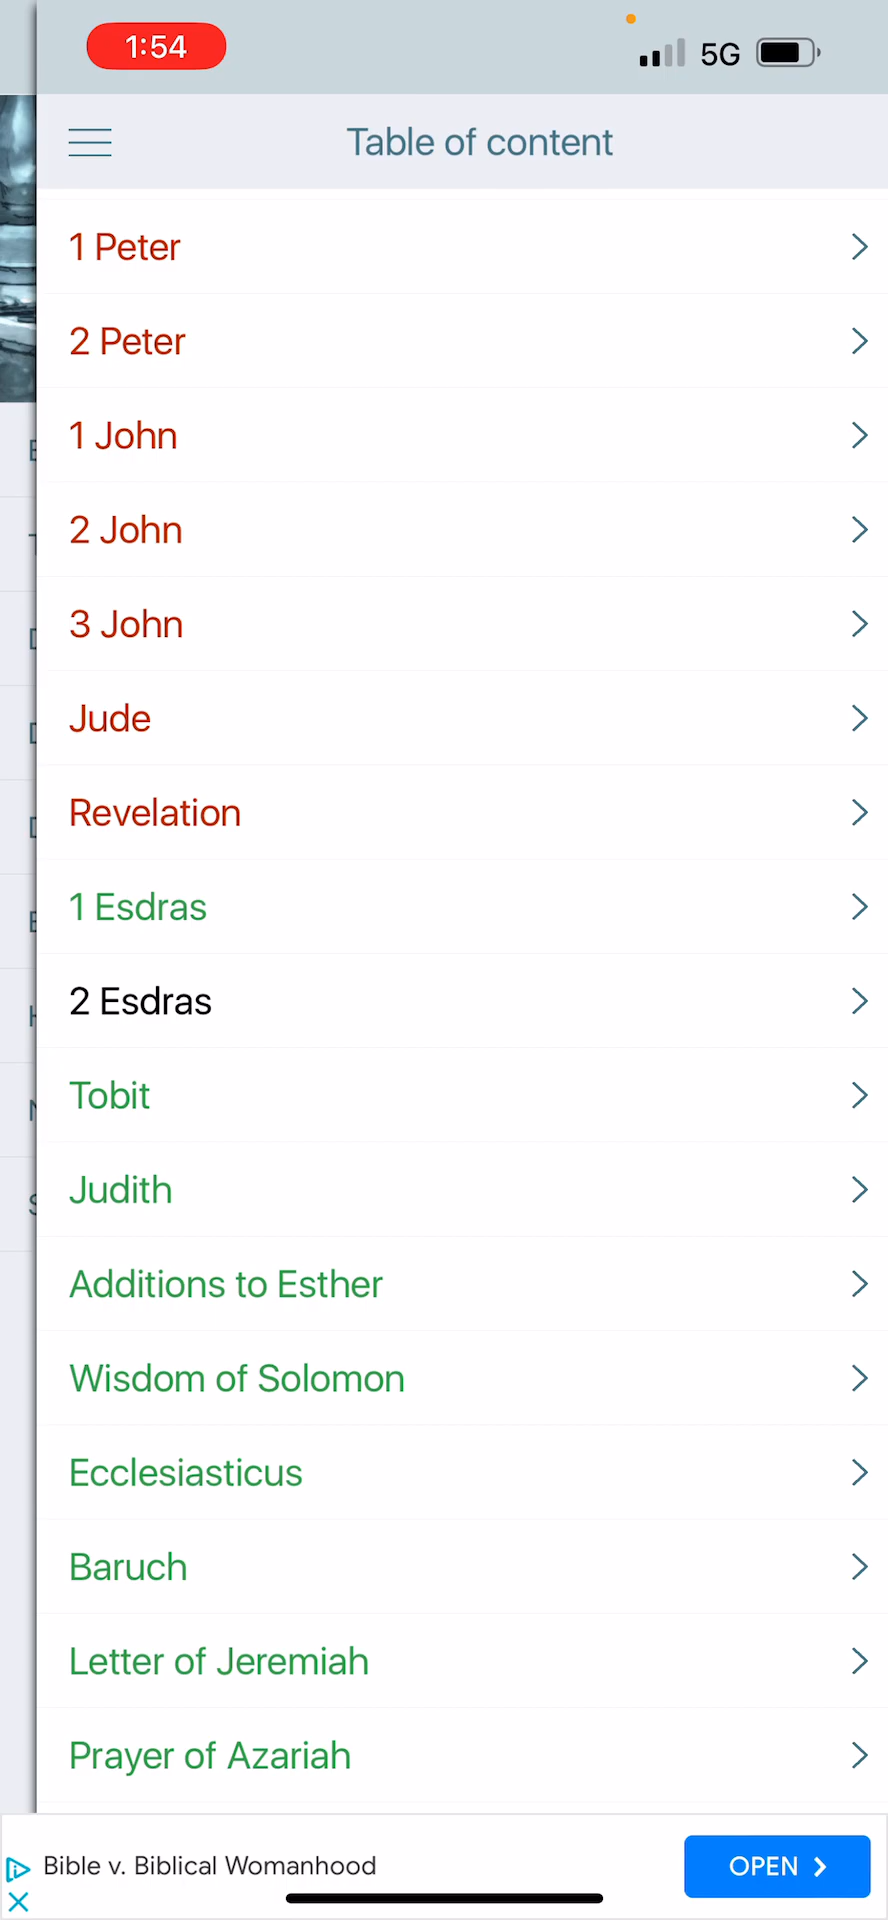 1:54
5G
Table of content
1 Peter
2 Peter
1 John
2 John
3 John
Jude
Revelation
1 Esdras
2 Esdras
Tobit
Judith
Additions to Esther
Wisdom of Solomon
Ecclesiasticus
Baruch
Letter of Jeremiah
Prayer of Azariah
Bible v. Biblical Womanhood
OPEN